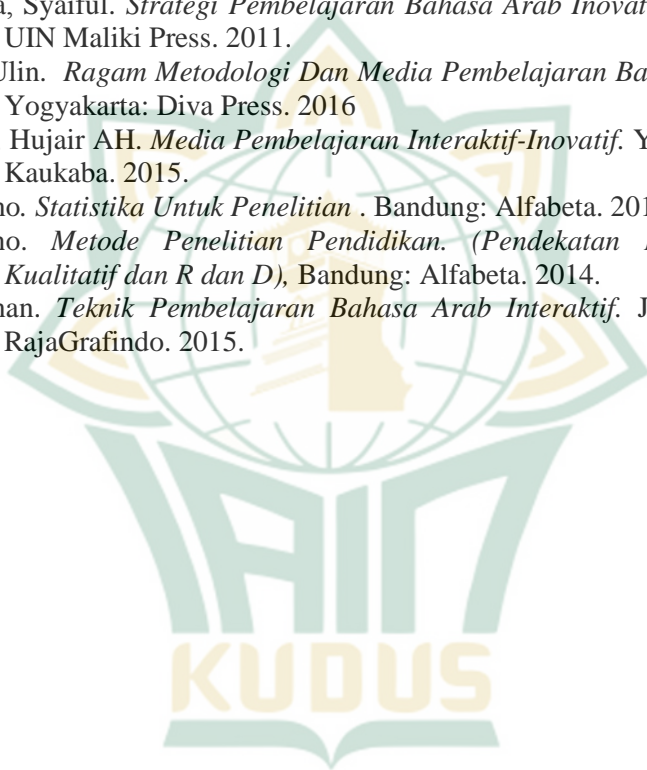 a, Syaiful. Strategi Pembelajaran Bahasa Arab Inovat
UIN Maliki Press. 2011.
Ulin. Ragam Metodologi Dan Media Pembelajaran Ba
Yogyakarta: Diva Press. 2016
Hujair AH. Media Pembelajaran Interaktif-Inovatif. Y
Kaukaba. 2015.
no. Statistika Untuk Penelitian . Bandung: Alfabeta. 201
no. Metode Penelitian Pendidikan. (Pendekatan
Kualitatif dan R dan D), Bandung: Alfabeta. 2014.
nan. Teknik Pembelajaran Bahasa Arab Interaktif. J
RajaGrafindo. 2015.
IAIN
KUDUS